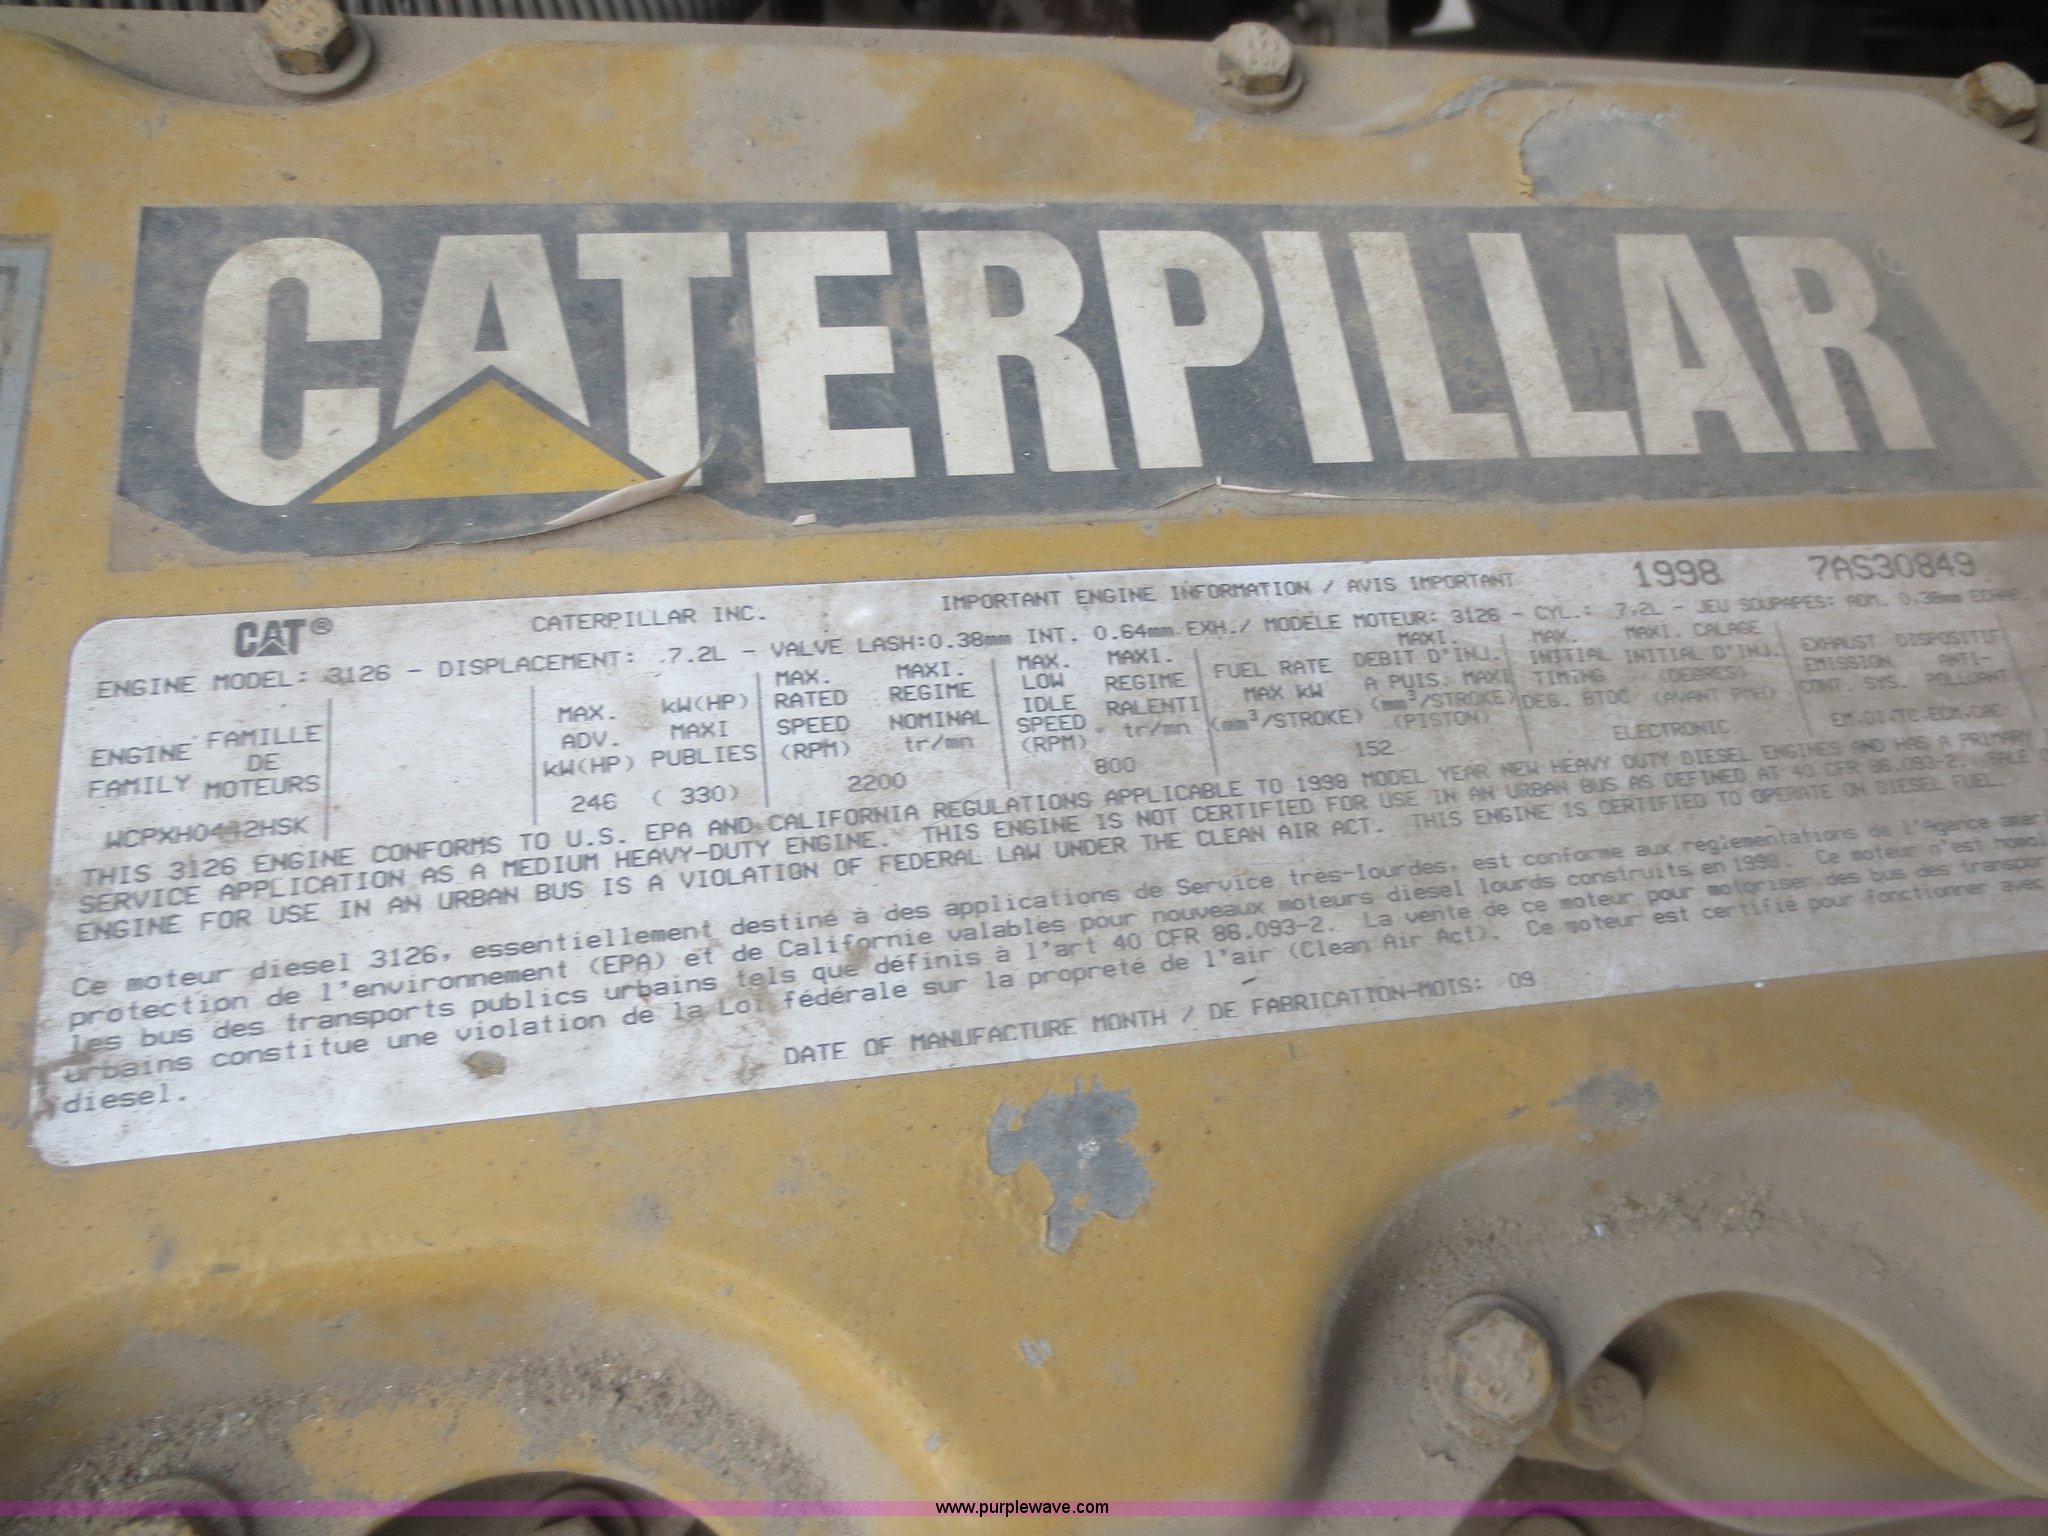 CATERPILLAR
CAT®
CATERPILLAR INC.
IMPORTANT ENGINE INFORMATION / AVIS IMPORTANT
1998 7AS30849
ENGINE MODEL: 3126 - DISPLACEMENT: 7.2L - VALVE LASH:0.38mm INT. 0.64mm EXH./ MODÈLE MOTEUR: 3126 - CYL.: 7.2L - JEU SOUPAPES: ADM. 0.38mm ECHAP.
ENGINE FAMILY
FAMILLE DE MOTEURS
WCPXH0442HSK
MAX. ADV. kW(HP)
kW(HP) MAXI PUBLIES
246 ( 330)
MAX. RATED SPEED (RPM)
MAXI. REGIME NOMINAL tr/mn
2200
MAX. LOW IDLE SPEED (RPM)
MAXI. REGIME RALENTI tr/mn
800
FUEL RATE MAX kW (mm³/STROKE)
MAXI. DEBIT D'INJ. A PUIS. MAXI (mm³/STROKE) (PISTON)
152
MAX. INITIAL TIMING DEG. BTDC
MAXI. CALAGE INITIAL D'INJ. (DEGRES) (AVANT PMH)
ELECTRONIC
EXHAUST EMISSION CONT. SYS.
DISPOSITIF ANTI- POLLUANT
EM.DI.TC.ECM.CAC
THIS 3126 ENGINE CONFORMS TO U.S. EPA AND CALIFORNIA REGULATIONS APPLICABLE TO 1998 MODEL YEAR NEW HEAVY DUTY DIESEL ENGINES AND HAS A PRIMARY
SERVICE APPLICATION AS A MEDIUM HEAVY-DUTY ENGINE. THIS ENGINE IS NOT CERTIFIED FOR USE IN AN URBAN BUS AS DEFINED AT 40 CFR 86.093-2. SALE
ENGINE FOR USE IN AN URBAN BUS IS A VIOLATION OF FEDERAL LAW UNDER THE CLEAN AIR ACT. THIS ENGINE IS CERTIFIED TO OPERATE ON DIESEL FUEL.
Ce moteur diesel 3126, essentiellement destiné à des applications de Service très-lourdes, est conforme aux réglementations de l'Agence
protection de l'environnement (EPA) et de Californie valables pour nouveaux moteurs diesel lourds construits en 1998. Ce moteur n'est
les bus des transports publics urbains tels que définis à l'art 40 CFR 86.093-2. La vente de ce moteur pour motoriser des bus des transport
urbains constitue une violation de la Loi fédérale sur la propreté de l'air (Clean Air Act). Ce moteur est certifié pour fonctionner avec
diesel.
DATE OF MANUFACTURE MONTH / DE FABRICATION-MOIS: 09
www.purplewave.com